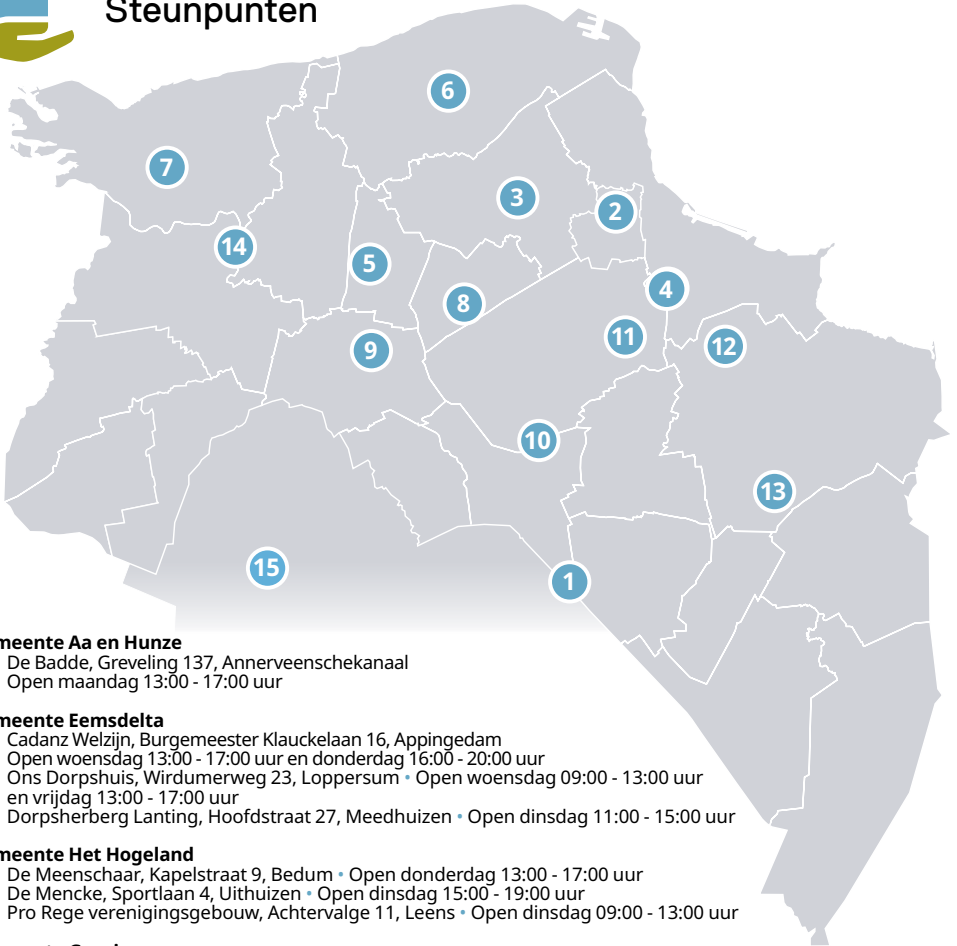 Steunpunten
6
7
3
2
14
5
4
8
11
12
9
10
13
15
1
meente Aa en Hunze
De Badde, Greveling 137, Annerveenschekanaal
Open maandag 13:00 - 17:00 uur
meente Eemsdelta
Cadanz Welzijn, Burgemeester Klauckelaan 16, Appingedam
Open woensdag 13:00 - 17:00 uur en donderdag 16:00 - 20:00 uur
Ons Dorpshuis, Wirdumerweg 23, Loppersum • Open woensdag 09:00 - 13:00 uur
en vrijdag 13:00 - 17:00 uur
Dorpsherberg Lanting, Hoofdstraat 27, Meedhuizen • Open dinsdag 11:00 - 15:00 uur
meente Het Hogeland
De Meenschaar, Kapelstraat 9, Bedum • Open donderdag 13:00 - 17:00 uur
De Mencke, Sportlaan 4, Uithuizen • Open dinsdag 15:00 - 19:00 uur
Pro Rege verenigingsgebouw, Achtervalge 11, Leens • Open dinsdag 09:00 - 13:00 uur